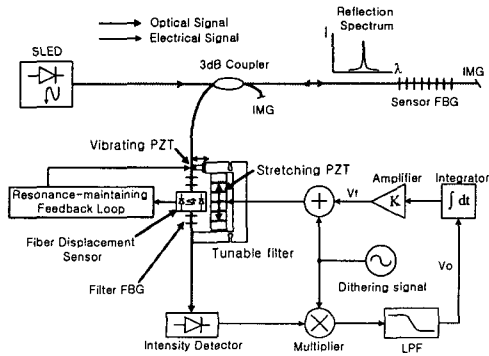 Optical Signal
Electrical Signal
Reflection
Spectrum
SLED
3dB Coupler
I
λ
IMG
IMG
Sensor FBG
Vibrating PZT
Stretching PZT
Resonance-maintaining
Feedback Loop
Fiber Displacement
Sensor
Filter FBG
Tunable filter
Vf
Amplifier
K
Integrator
∫ dt
Vo
Dithering signal
Intensity Detector
Multiplier
LPF